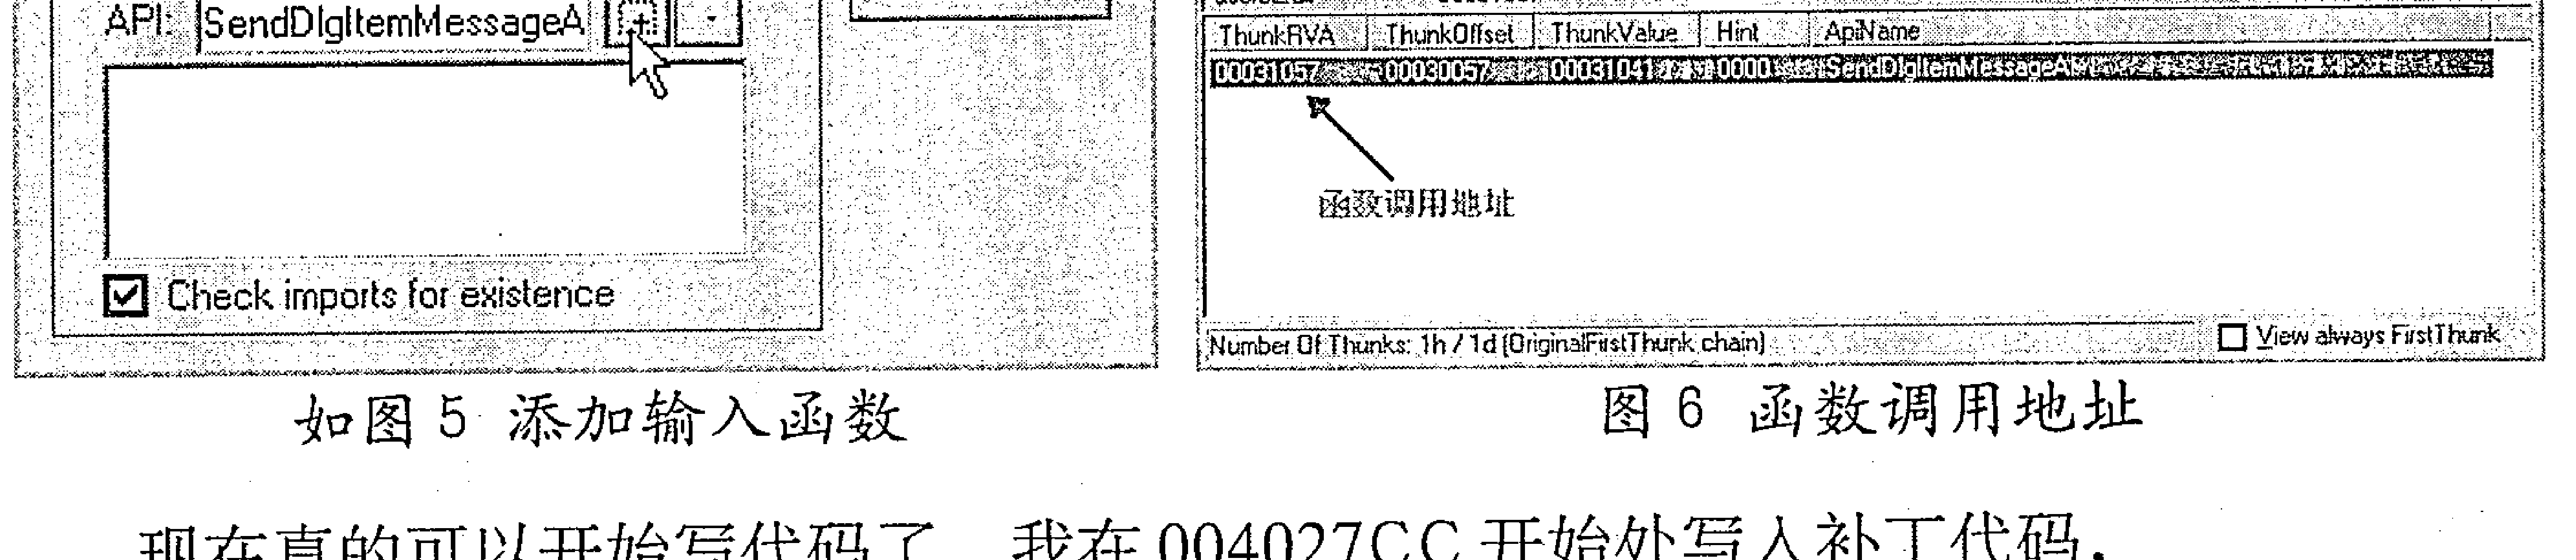 API: SendDlgItemMessageA + -
Check imports for existence
ThunkRVA ThunkOffset ThunkValue Hint ApiName
00031057 00030057 00031041 0000 SendDlgItemMessageA
函数调用地址
Number Of Thunks: 1h / 1d (OriginalFirstThunk chain)
View always FirstThunk
如图 5 添加输入函数
图 6 函数调用地址
现在真的可以开始写代码了，我在 004027CC 开始处写入补丁代码，